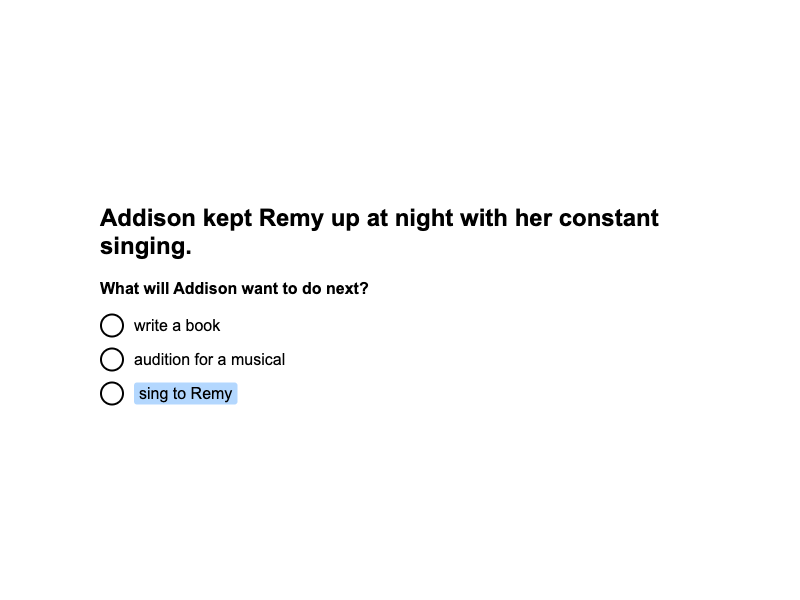 Addison kept Remy up at night with her constant
singing.
What will Addison want to do next?
write a book
audition for a musical
sing to Remy